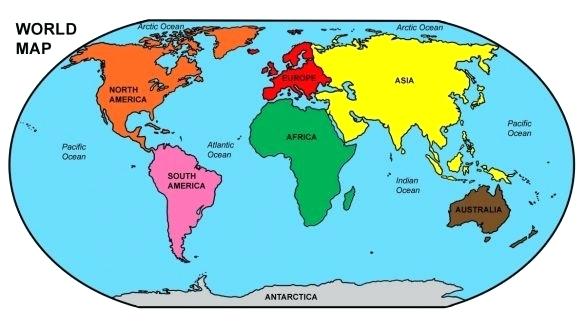 WORLD
MAP
Arctic Ocean
Arctic Ocean
NORTH
AMERICA
EUROPE
ASIA
Pacific
Ocean
Atlantic
Ocean
AFRICA
Pacific
Ocean
SOUTH
AMERICA
Indian
Ocean
AUSTRALIA
ANTARCTICA